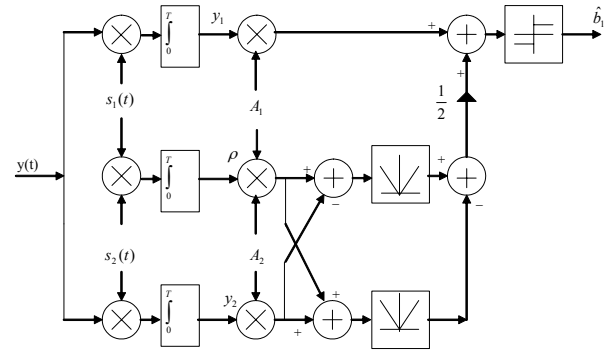 T
∫
0
y₁
+
+
b̂₁
s₁(t)
A₁
1/2
y(t)
T
∫
0
ρ
+
−
+
+
−
s₂(t)
A₂
T
∫
0
y₂
+
+